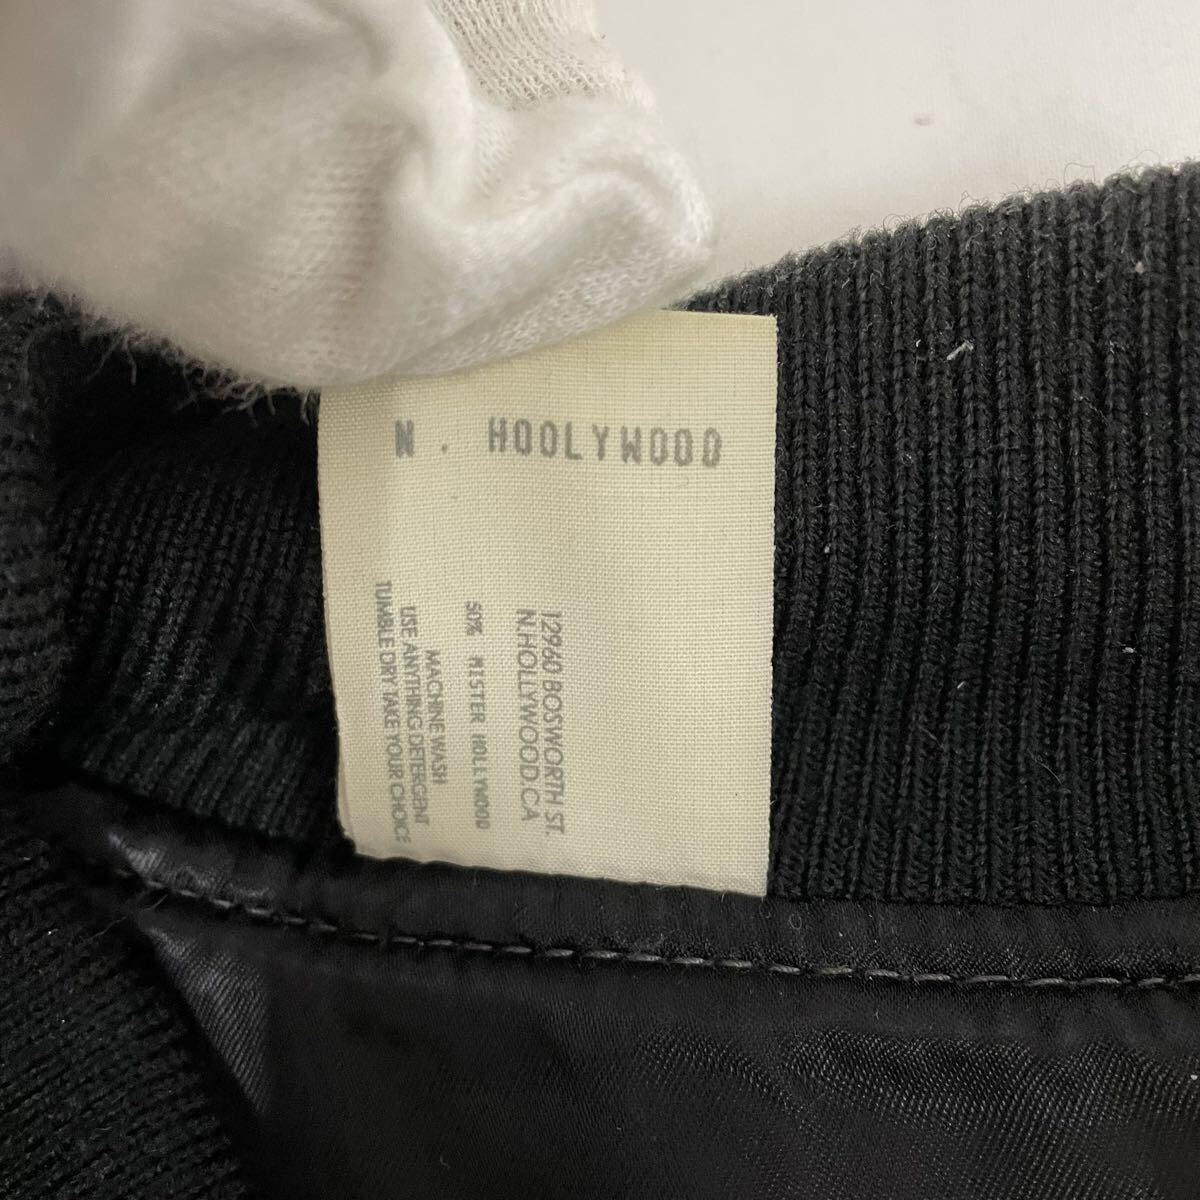 N. HOOLYWOOD
12960 BOSWORTH ST.
N.HOLLYWOOD.CA
50% MISTER HOLLYWOOD
MACHINE WASH
USE ANYTHING DETERGENT
TUMBLE DRY TAKE YOUR CHOICE